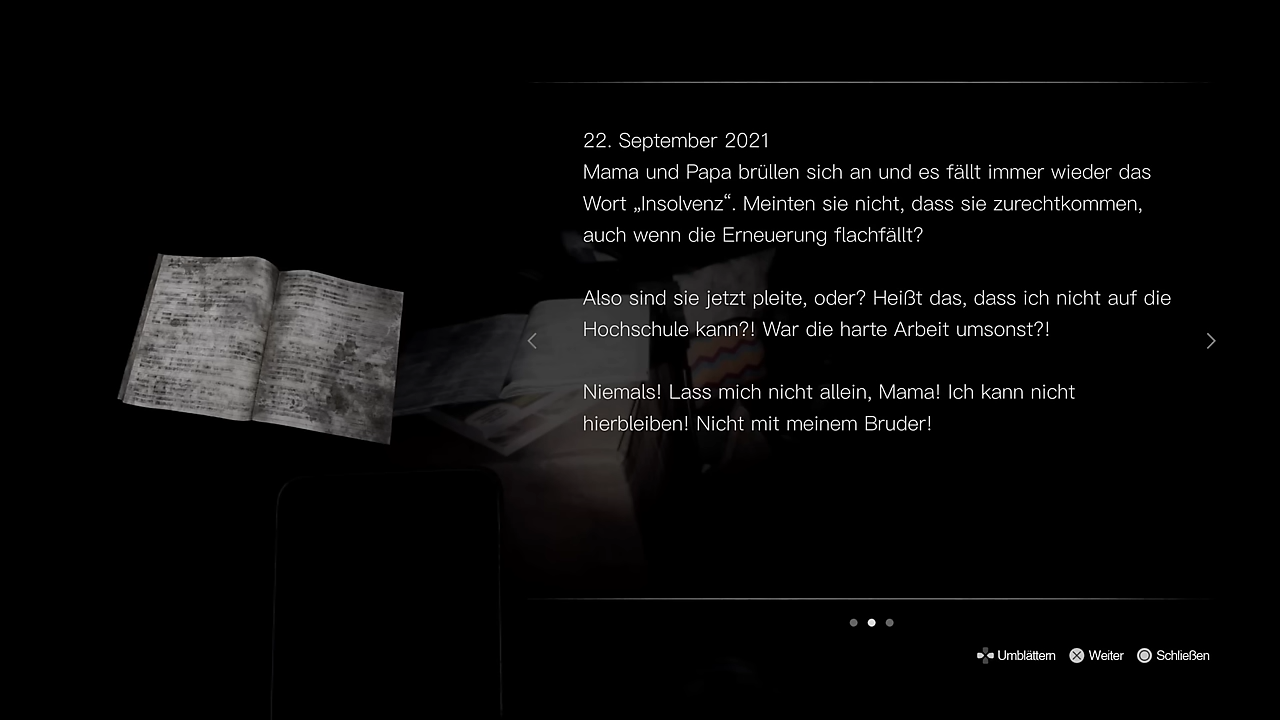 22. September 2021
Mama und Papa brüllen sich an und es fällt immer wieder das
Wort „Insolvenz“. Meinten sie nicht, dass sie zurechtkommen,
auch wenn die Erneuerung flachfällt?
Also sind sie jetzt pleite, oder? Heißt das, dass ich nicht auf die
Hochschule kann?! War die harte Arbeit umsonst?!
Niemals! Lass mich nicht allein, Mama! Ich kann nicht
hierbleiben! Nicht mit meinem Bruder!
Umblättern Weiter Schließen